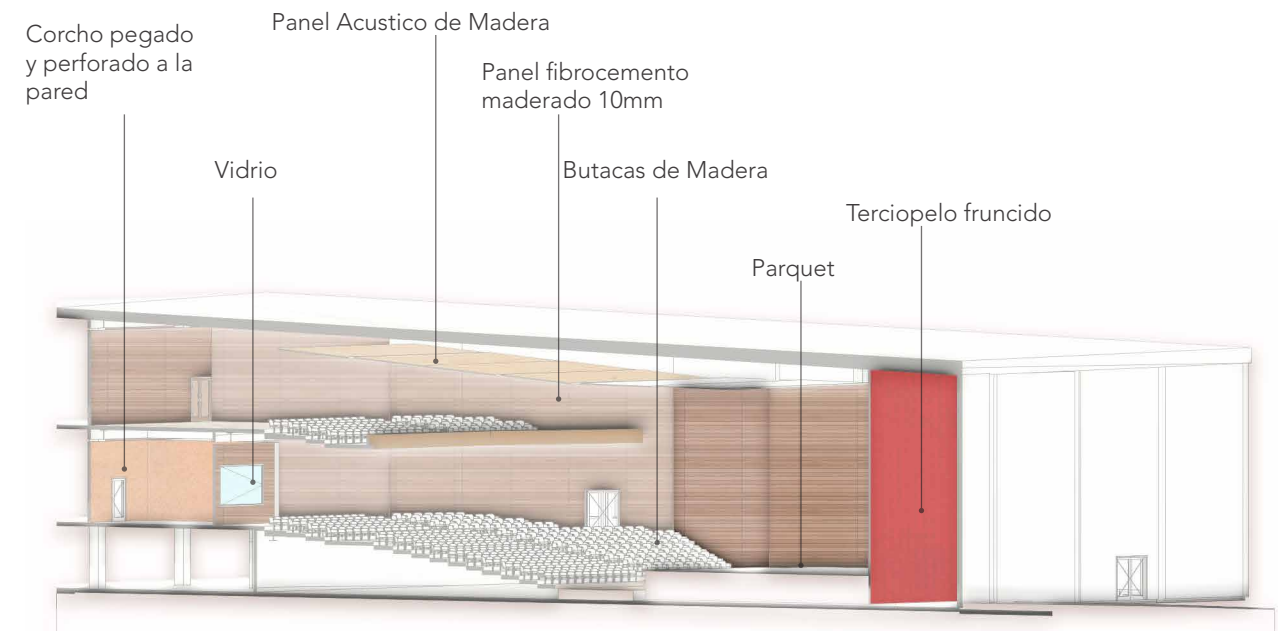 Panel Acustico de Madera
Corcho pegado
y perforado a la
pared
Panel fibrocemento
maderado 10mm
Vidrio
Butacas de Madera
Terciopelo fruncido
Parquet